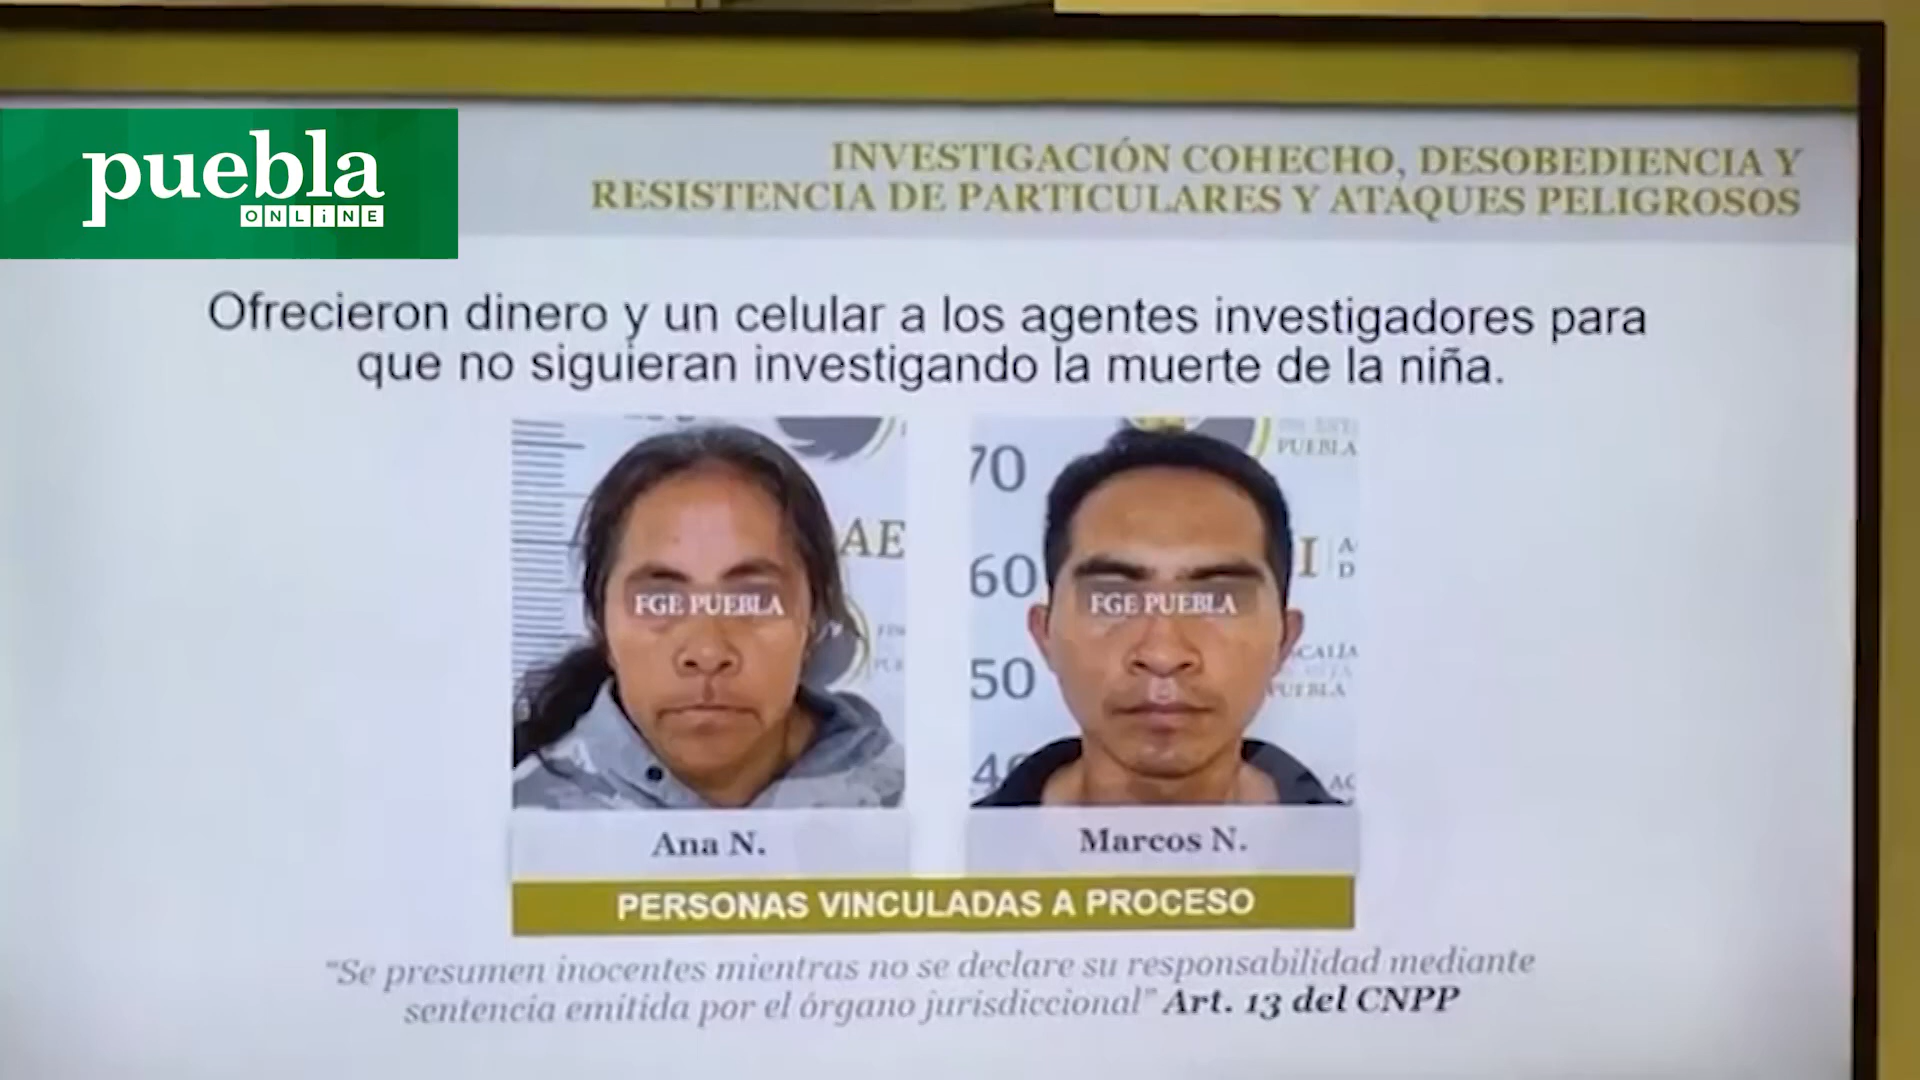 puebla
ONLINE
INVESTIGACIÓN COHECHO, DESOBEDIENCIA Y
RESISTENCIA DE PARTICULARES Y ATAQUES PELIGROSOS
Ofrecieron dinero y un celular a los agentes investigadores para
que no siguieran investigando la muerte de la niña.
AE
70
PUEBLA
60
I
A
D
FGE PUEBLA
FGE PUEBLA
50
PUEBLA
AG
Ana N.
Marcos N.
PERSONAS VINCULADAS A PROCESO
"Se presumen inocentes mientras no se declare su responsabilidad mediante
sentencia emitida por el órgano jurisdiccional" Art. 13 del CNPP